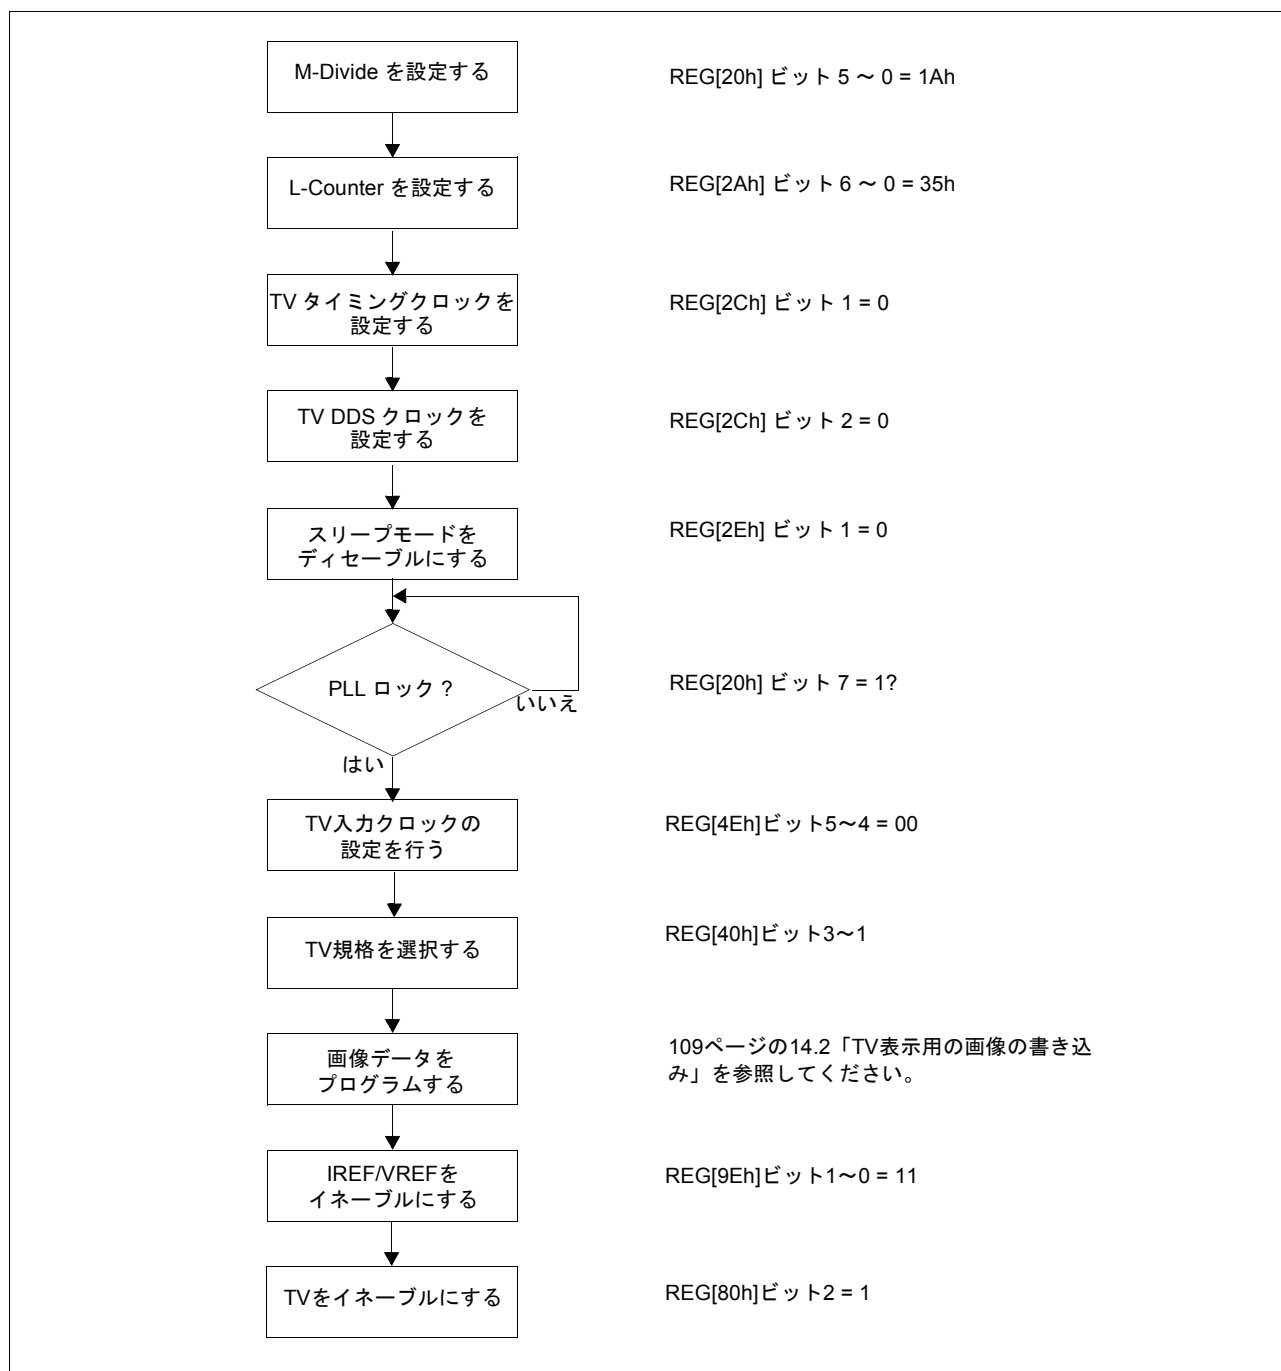 M-Divide を設定する
REG[20h] ビット 5 ～ 0 = 1Ah
L-Counter を設定する
REG[2Ah] ビット 6 ～ 0 = 35h
TV タイミングクロックを
設定する
REG[2Ch] ビット 1 = 0
TV DDS クロックを
設定する
REG[2Ch] ビット 2 = 0
スリープモードを
ディセーブルにする
REG[2Eh] ビット 1 = 0
PLL ロック ?
REG[20h] ビット 7 = 1?
いいえ
はい
TV入力クロックの
設定を行う
REG[4Eh]ビット5～4 = 00
TV規格を選択する
REG[40h]ビット3～1
画像データを
プログラムする
109ページの14.2「TV表示用の画像の書き込
み」を参照してください。
IREF/VREFを
イネーブルにする
REG[9Eh]ビット1～0 = 11
TVをイネーブルにする
REG[80h]ビット2 = 1